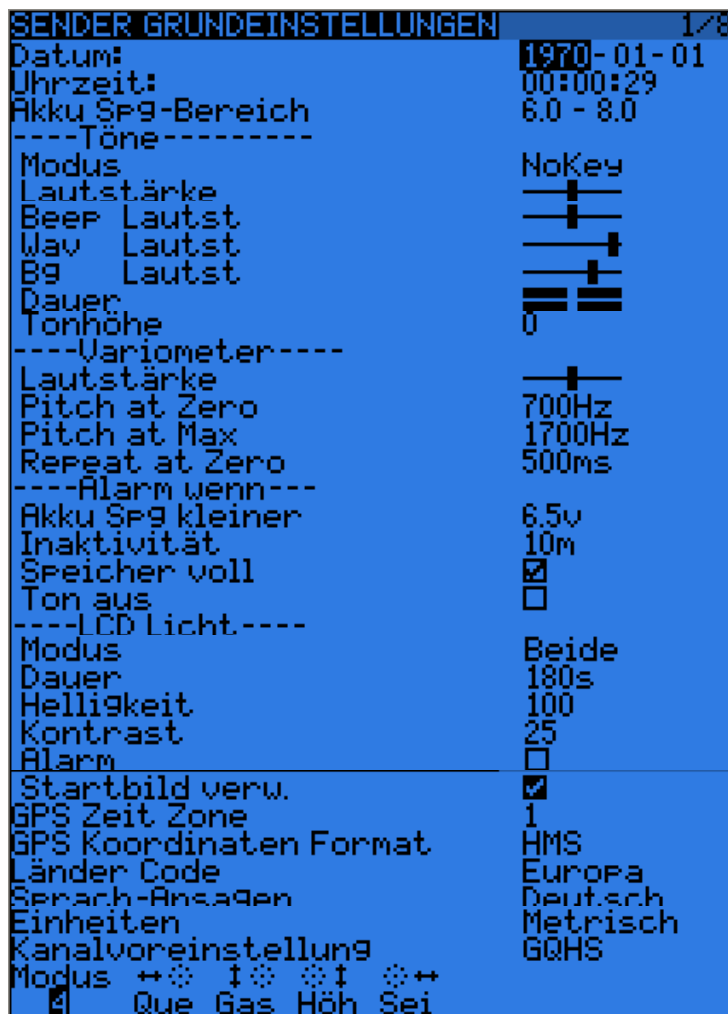 SENDER GRUNDEINSTELLUNGEN 1/8
Datum: 1970-01-01
Uhrzeit: 00:00:29
Akku Spg-Bereich 6.0 - 8.0
----Töne---------
Modus NoKey
Lautstärke
Beep Lautst
Wav Lautst
Bg Lautst
Dauer
Tonhöhe 0
----Variometer----
Lautstärke
Pitch at Zero 700Hz
Pitch at Max 1700Hz
Repeat at Zero 500ms
----Alarm wenn---
Akku Spg kleiner 6.5v
Inaktivität 10m
Speicher voll
Ton aus
----LCD Licht----
Modus Beide
Dauer 180s
Helligkeit 100
Kontrast 25
Alarm
Startbild verw.
GPS Zeit Zone 1
GPS Koordinaten Format HMS
Länder Code Europa
Sprach-Ansagen Deutsch
Einheiten Metrisch
Kanalvoreinstellung GQHS
Modus
4 Que Gas Höh Sei